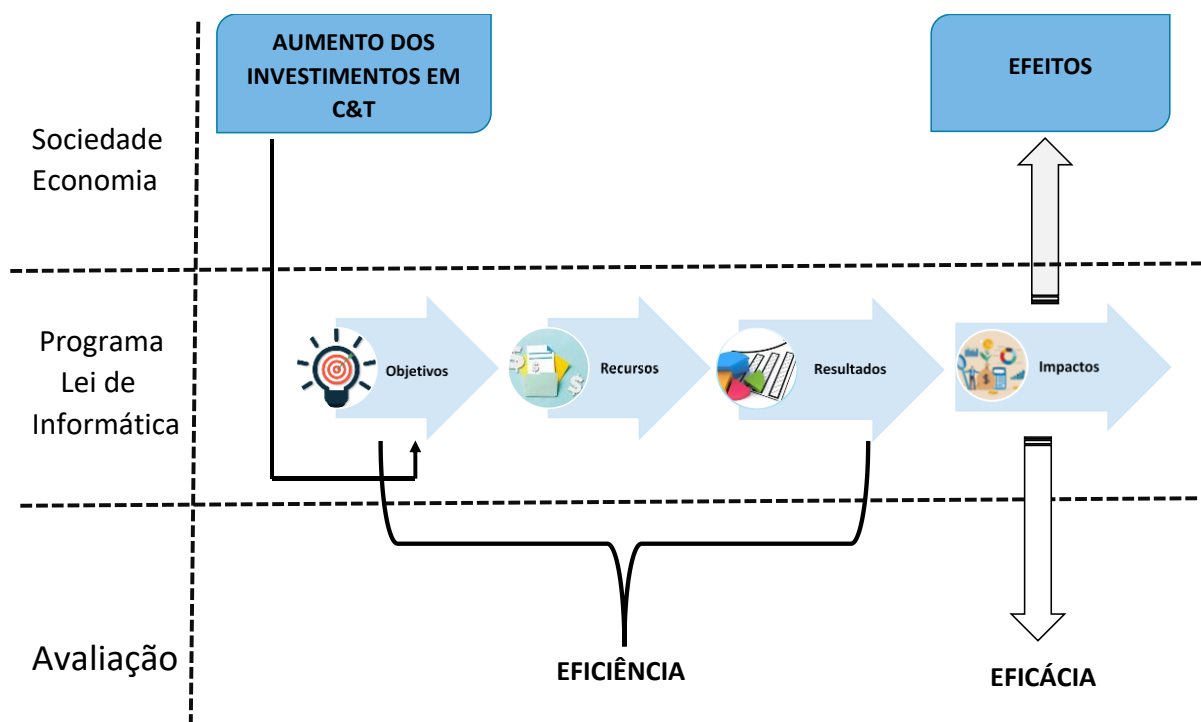 AUMENTO DOS
INVESTIMENTOS EM
C&T
EFEITOS
Sociedade
Economia
Programa
Lei de
Informática
Objetivos
Recursos
Resultados
Impactos
Avaliação
EFICIÊNCIA
EFICÁCIA